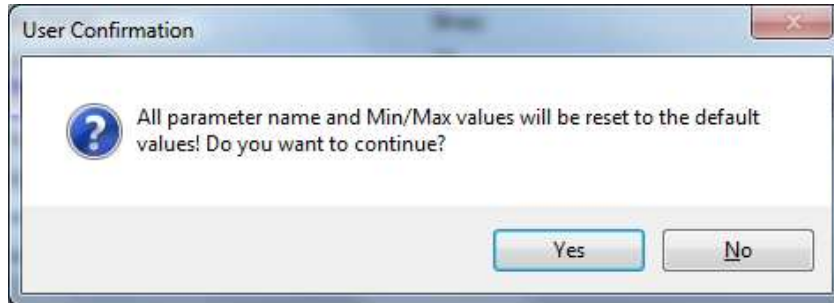 User Confirmation
All parameter name and Min/Max values will be reset to the default
values! Do you want to continue?
Yes
No